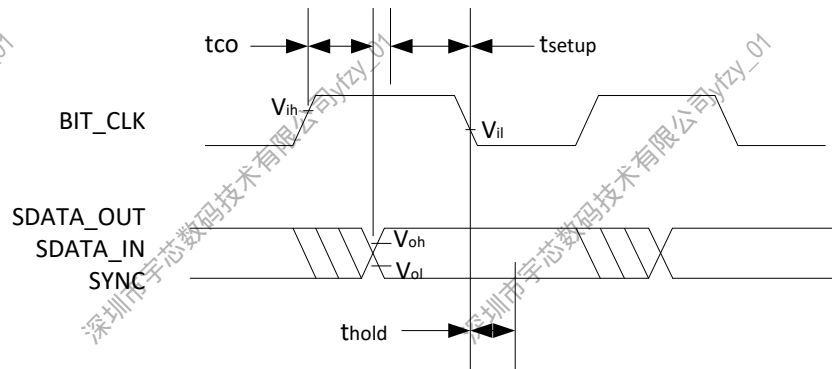 tco
tsetup
Vih
BIT_CLK
Vil
SDATA_OUT
SDATA_IN
SYNC
Voh
Vol
thold
深圳市宇芯数码技术有限公司yfzy_01
深圳市宇芯数码技术有限公司yfzy_01
01